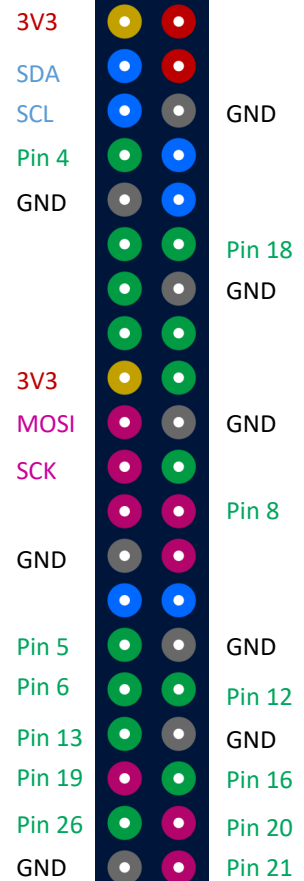 3V3
SDA
SCL GND
Pin 4
GND
Pin 18
GND
3V3
MOSI GND
SCK
Pin 8
GND
Pin 5 GND
Pin 6 Pin 12
Pin 13 GND
Pin 19 Pin 16
Pin 26 Pin 20
GND Pin 21